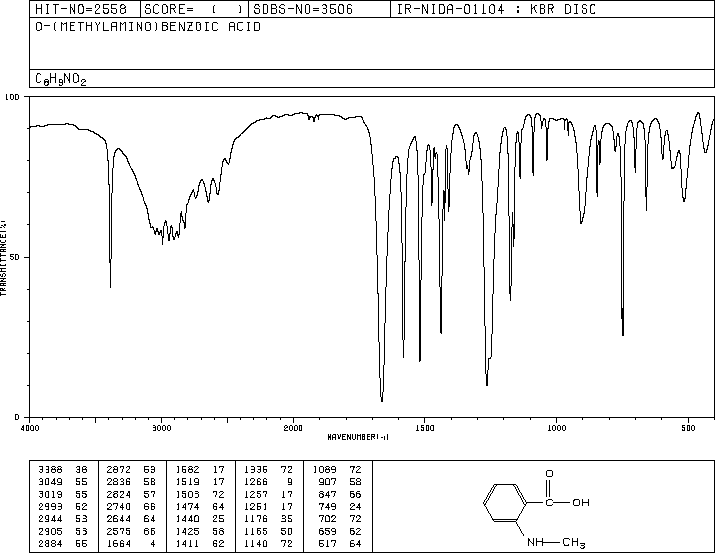 HIT-NO=2558 SCORE= ( ) SDBS-NO=3506 IR-NIDA-01104 : KBR DISC
O-(METHYLAMINO)BENZOIC ACID
C8H9NO2
100
50
0
TRANSMITTANCE(%)
4000 3000 2000 1500 1000 500
WAVENUMBER(-1)
3388 38 2872 53 1582 17 1335 72 1089 72
3049 55 2836 58 1519 17 1266 9 907 58
3019 55 2824 57 1503 72 1257 17 847 66
2993 52 2740 66 1474 64 1251 17 749 24
2944 53 2644 64 1440 25 1176 35 702 72
2905 53 2575 66 1425 58 1165 50 659 62
2884 55 1664 4 1411 62 1140 72 517 64
O
C OH
NH CH3